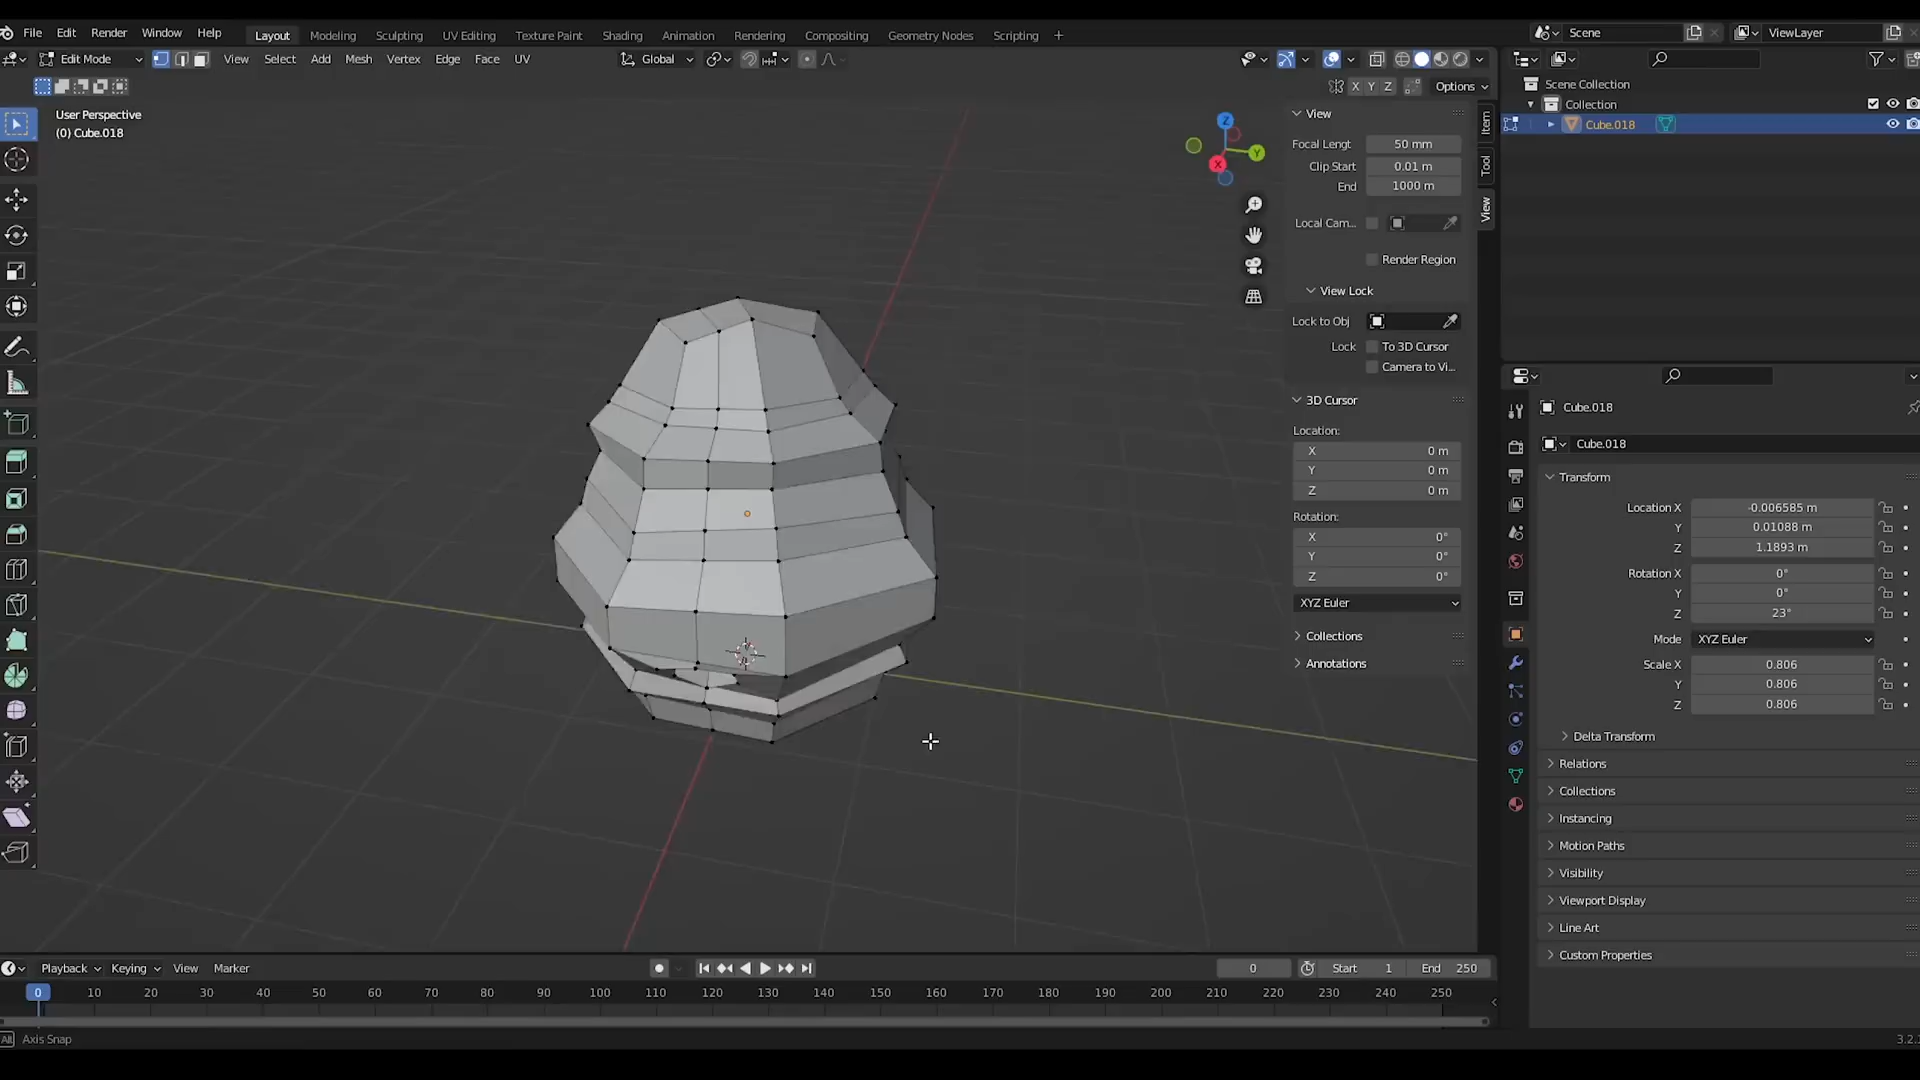 File Edit Render Window Help Layout Modeling Sculpting UV Editing Texture Paint Shading Animation Rendering Compositing Geometry Nodes Scripting + Scene ViewLayer
Edit Mode View Select Add Mesh Vertex Edge Face UV Global
X Y Z Options
User Perspective
(0) Cube.018
Z
Y
X
View
Focal Lengt 50 mm
Clip Start 0.01 m
End 1000 m
Local Cam...
Render Region
View Lock
Lock to Obj
Lock To 3D Cursor
Camera to Vi...
3D Cursor
Location:
X 0 m
Y 0 m
Z 0 m
Rotation:
X 0°
Y 0°
Z 0°
XYZ Euler
Collections
Annotations
Item
Tool
View
Scene Collection
Collection
Cube.018
Cube.018
Cube.018
Transform
Location X -0.006585 m
Y 0.01088 m
Z 1.1893 m
Rotation X 0°
Y 0°
Z 23°
Mode XYZ Euler
Scale X 0.806
Y 0.806
Z 0.806
Delta Transform
Relations
Collections
Instancing
Motion Paths
Visibility
Viewport Display
Line Art
Custom Properties
Playback Keying View Marker 0 Start 1 End 250
0 10 20 30 40 50 60 70 80 90 100 110 120 130 140 150 160 170 180 190 200 210 220 230 240 250
Alt Axis Snap 3.2.